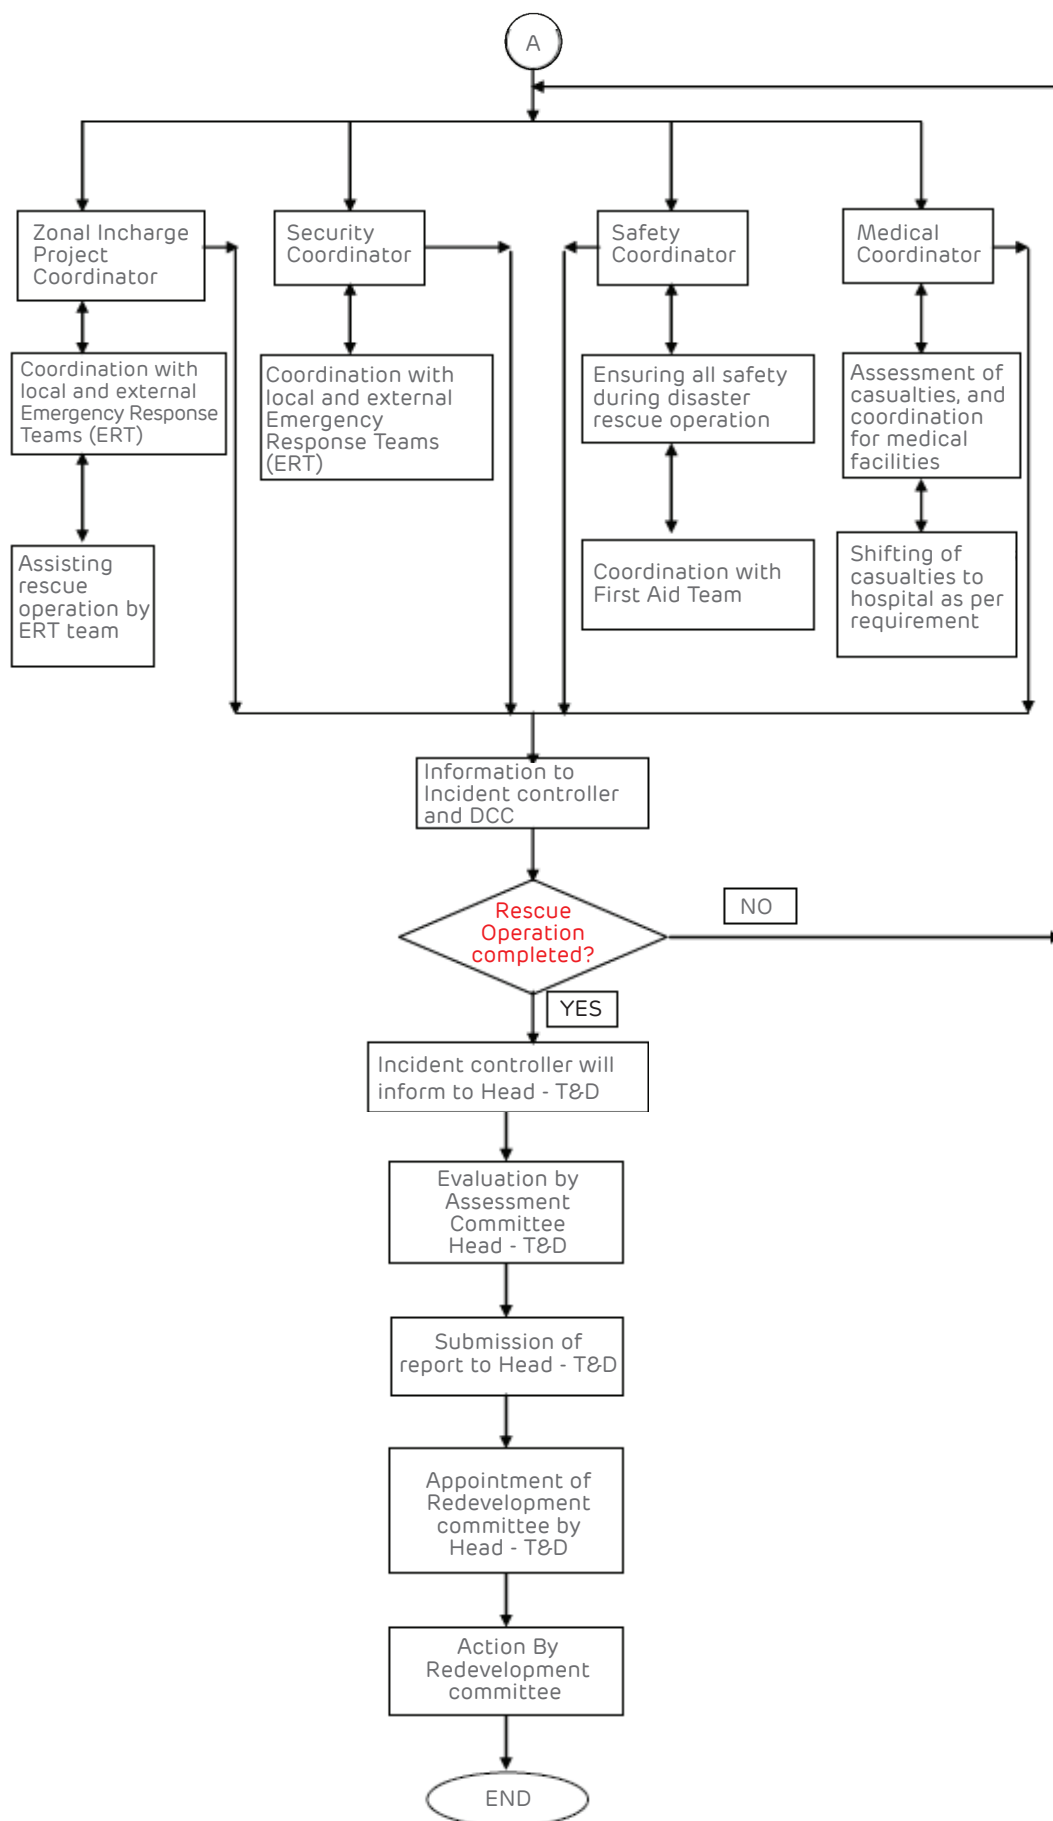 A
Zonal Incharge
Project
Coordinator
Security
Coordinator
Safety
Coordinator
Medical
Coordinator
Coordination with
local and external
Emergency Response
Teams (ERT)
Coordination with
local and external
Emergency
Response Teams
(ERT)
Ensuring all safety
during disaster
rescue operation
Assessment of
casualties, and
coordination
for medical
facilities
Assisting
rescue
operation by
ERT team
Coordination with
First Aid Team
Shifting of
casualties to
hospital as per
requirement
Information to
Incident controller
and DCC
Rescue
Operation
completed?
NO
YES
Incident controller will
inform to Head - T&D
Evaluation by
Assessment
Committee
Head - T&D
Submission of
report to Head - T&D
Appointment of
Redevelopment
committee by
Head - T&D
Action By
Redevelopment
committee
END